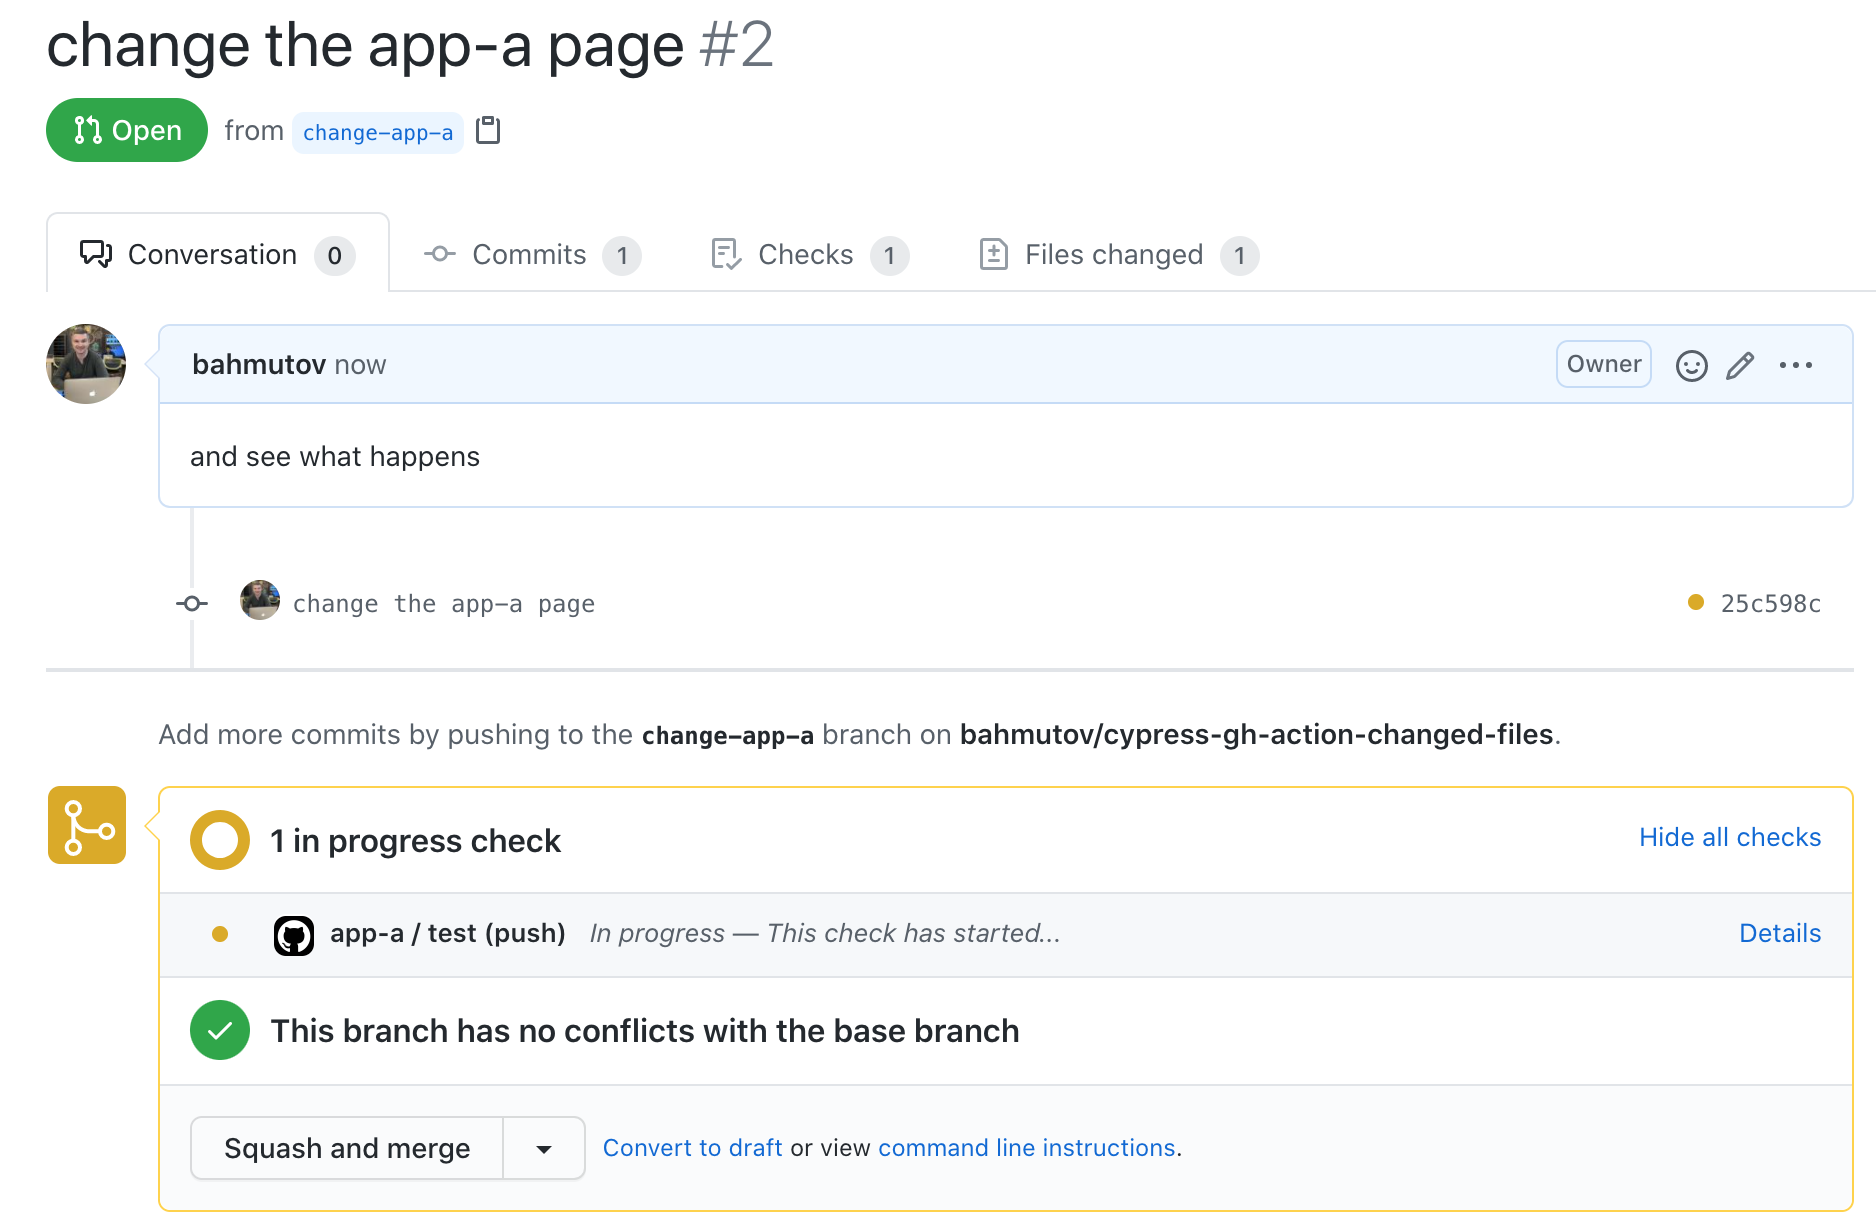 change the app-a page #2
Open from change-app-a
Conversation 0 Commits 1 Checks 1 Files changed 1
bahmutov now Owner
and see what happens
change the app-a page 25c598c
Add more commits by pushing to the change-app-a branch on bahmutov/cypress-gh-action-changed-files.
1 in progress check Hide all checks
app-a / test (push) In progress — This check has started... Details
This branch has no conflicts with the base branch
Squash and merge Convert to draft or view command line instructions.